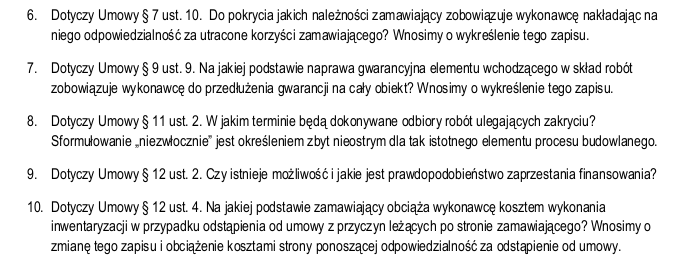 6. Dotyczy Umowy § 7 ust. 10. Do pokrycia jakich należności zamawiający zobowiązuje wykonawcę nakładając na
niego odpowiedzialność za utracone korzyści zamawiającego? Wnosimy o wykreślenie tego zapisu.
7. Dotyczy Umowy § 9 ust. 9. Na jakiej podstawie naprawa gwarancyjna elementu wchodzącego w skład robót
zobowiązuje wykonawcę do przedłużenia gwarancji na cały obiekt? Wnosimy o wykreślenie tego zapisu.
8. Dotyczy Umowy § 11 ust. 2. W jakim terminie będą dokonywane odbiory robót ulegających zakryciu?
Sformułowanie „niezwłocznie” jest określeniem zbyt nieostrym dla tak istotnego elementu procesu budowlanego.
9. Dotyczy Umowy § 12 ust. 2. Czy istnieje możliwość i jakie jest prawdopodobieństwo zaprzestania finansowania?
10. Dotyczy Umowy § 12 ust. 4. Na jakiej podstawie zamawiający obciąża wykonawcę kosztem wykonania
inwentaryzacji w przypadku odstąpienia od umowy z przyczyn leżących po stronie zamawiającego? Wnosimy o
zmianę tego zapisu i obciążenie kosztami strony ponoszącej odpowiedzialność za odstąpienie od umowy.